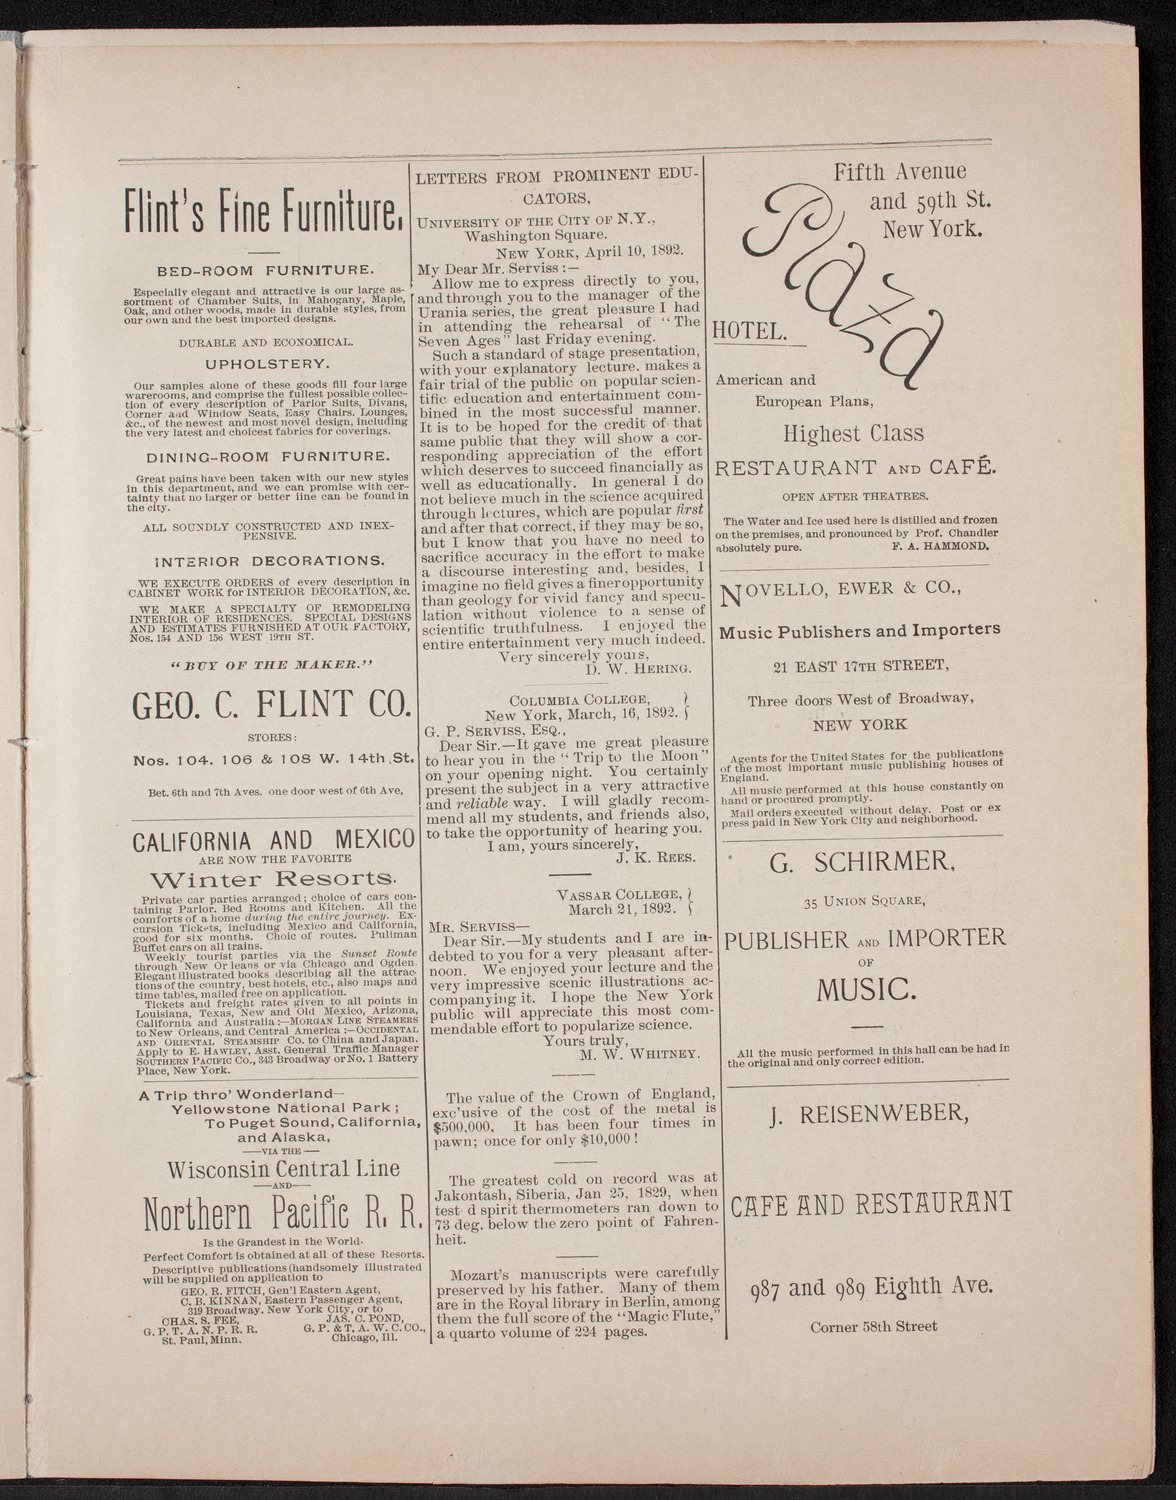 Flint's Fine Furniture,
BED-ROOM FURNITURE.
Especially elegant and attractive is our large as-
sortment of Chamber Suits, in Mahogany, Maple,
Oak, and other woods, made in durable styles, from
our own and the best imported designs.
DURABLE AND ECONOMICAL.
UPHOLSTERY.
Our samples alone of these goods fill four large
warerooms, and comprise the fullest possible collec-
tion of every description of Parlor Suits, Divans,
Corner and Window Seats, Easy Chairs. Lounges,
&c., of the newest and most novel design, including
the very latest and choicest fabrics for coverings.
DINING-ROOM FURNITURE.
Great pains have been taken with our new styles
in this department, and we can promise with cer-
tainty that no larger or better line can be found in
the city.
ALL SOUNDLY CONSTRUCTED AND INEX-
PENSIVE.
INTERIOR DECORATIONS.
WE EXECUTE ORDERS of every description in
CABINET WORK for INTERIOR DECORATION, &c.
WE MAKE A SPECIALTY OF REMODELING
INTERIOR OF RESIDENCES. SPECIAL DESIGNS
AND ESTIMATES FURNISHED AT OUR FACTORY,
Nos. 154 AND 156 WEST 19TH ST.
"BUY OF THE MAKER."
GEO. C. FLINT CO.
STORES:
Nos. 104. 106 & 108 W. 14th St.
Bet. 6th and 7th Aves. one door west of 6th Ave,
CALIFORNIA AND MEXICO
ARE NOW THE FAVORITE
Winter Resorts.
Private car parties arranged; choice of cars con-
taining Parlor, Bed Rooms and Kitchen. All the
comforts of a home during the entire journey. Ex-
cursion Tickets, including Mexico and California,
good for six months. Choic of routes. Pullman
Buffet cars on all trains.
Weekly tourist parties via the Sunset Route
through New Orleans or via Chicago and Ogden.
Elegant illustrated books describing all the attrac-
tions of the country, best hotels, etc., also maps and
time tables, mailed free on application.
Tickets and freight rates given to all points in
Louisiana, Texas, New and Old Mexico, Arizona,
California and Australia:—MORGAN LINE STEAMERS
to New Orleans, and Central America:—OCCIDENTAL
AND ORIENTAL STEAMSHIP Co. to China and Japan.
Apply to E. HAWLEY, Asst. General Traffic Manager
SOUTHERN PACIFIC Co., 343 Broadway or No. 1 Battery
Place, New York.
A Trip thro' Wonderland—
Yellowstone National Park;
To Puget Sound, California,
and Alaska,
—VIA THE—
Wisconsin Central Line
—AND—
Northern Pacific R. R.
Is the Grandest in the World.
Perfect Comfort is obtained at all of these Resorts.
Descriptive publications (handsomely illustrated
will be supplied on application to
GEO. R. FITCH, Gen'l Eastern Agent,
C. B. KINNAN, Eastern Passenger Agent,
319 Broadway. New York City, or to
CHAS. S. FEE, JAS. C. POND,
G. P. T. A. N. P. R. R. G. P. & T. A. W. C. CO.,
St. Paul, Minn. Chicago, Ill.
LETTERS FROM PROMINENT EDU-
CATORS.
UNIVERSITY OF THE CITY OF N.Y.,
Washington Square.
NEW YORK, April 10, 1892.
My Dear Mr. Serviss:—
Allow me to express directly to you,
and through you to the manager of the
Urania series, the great pleasure I had
in attending the rehearsal of "The
Seven Ages" last Friday evening.
Such a standard of stage presentation,
with your explanatory lecture, makes a
fair trial of the public on popular scien-
tific education and entertainment com-
bined in the most successful manner.
It is to be hoped for the credit of that
same public that they will show a cor-
responding appreciation of the effort
which deserves to succeed financially as
well as educationally. In general I do
not believe much in the science acquired
through lectures, which are popular first
and after that correct, if they may be so,
but I know that you have no need to
sacrifice accuracy in the effort to make
a discourse interesting and, besides, I
imagine no field gives a finer opportunity
than geology for vivid fancy and specu-
lation without violence to a sense of
scientific truthfulness. I enjoyed the
entire entertainment very much indeed.
Very sincerely yours,
D. W. HERING.
COLUMBIA COLLEGE, }
New York, March, 16, 1892. }
G. P. SERVISS, ESQ.,
Dear Sir.—It gave me great pleasure
to hear you in the "Trip to the Moon"
on your opening night. You certainly
present the subject in a very attractive
and reliable way. I will gladly recom-
mend all my students, and friends also,
to take the opportunity of hearing you.
I am, yours sincerely,
J. K. REES.
VASSAR COLLEGE, }
March 21, 1892. }
MR. SERVISS—
Dear Sir.—My students and I are in-
debted to you for a very pleasant after-
noon. We enjoyed your lecture and the
very impressive scenic illustrations ac-
companying it. I hope the New York
public will appreciate this most com-
mendable effort to popularize science.
Yours truly,
M. W. WHITNEY.
The value of the Crown of England,
exc'usive of the cost of the metal is
$500,000. It has been four times in
pawn; once for only $10,000!
The greatest cold on record was at
Jakontash, Siberia, Jan 25, 1829, when
test d spirit thermometers ran down to
73 deg. below the zero point of Fahren-
heit.
Mozart's manuscripts were carefully
preserved by his father. Many of them
are in the Royal library in Berlin, among
them the full score of the "Magic Flute,"
a quarto volume of 224 pages.
Fifth Avenue
and 59th St.
New York.
Plaza
HOTEL.
American and
European Plans,
Highest Class
RESTAURANT AND CAFÉ.
OPEN AFTER THEATRES.
The Water and Ice used here is distilled and frozen
on the premises, and pronounced by Prof. Chandler
absolutely pure. F. A. HAMMOND.
NOVELLO, EWER & CO.,
Music Publishers and Importers
21 EAST 17TH STREET,
Three doors West of Broadway,
NEW YORK
Agents for the United States for the publications
of the most important music publishing houses of
England.
All music performed at this house constantly on
hand or procured promptly.
Mail orders executed without delay. Post or ex
press paid in New York City and neighborhood.
G. SCHIRMER,
35 UNION SQUARE,
PUBLISHER AND IMPORTER
OF
MUSIC.
All the music performed in this hall can be had in
the original and only correct edition.
J. REISENWEBER,
CAFE AND RESTAURANT
987 and 989 Eighth Ave.
Corner 58th Street